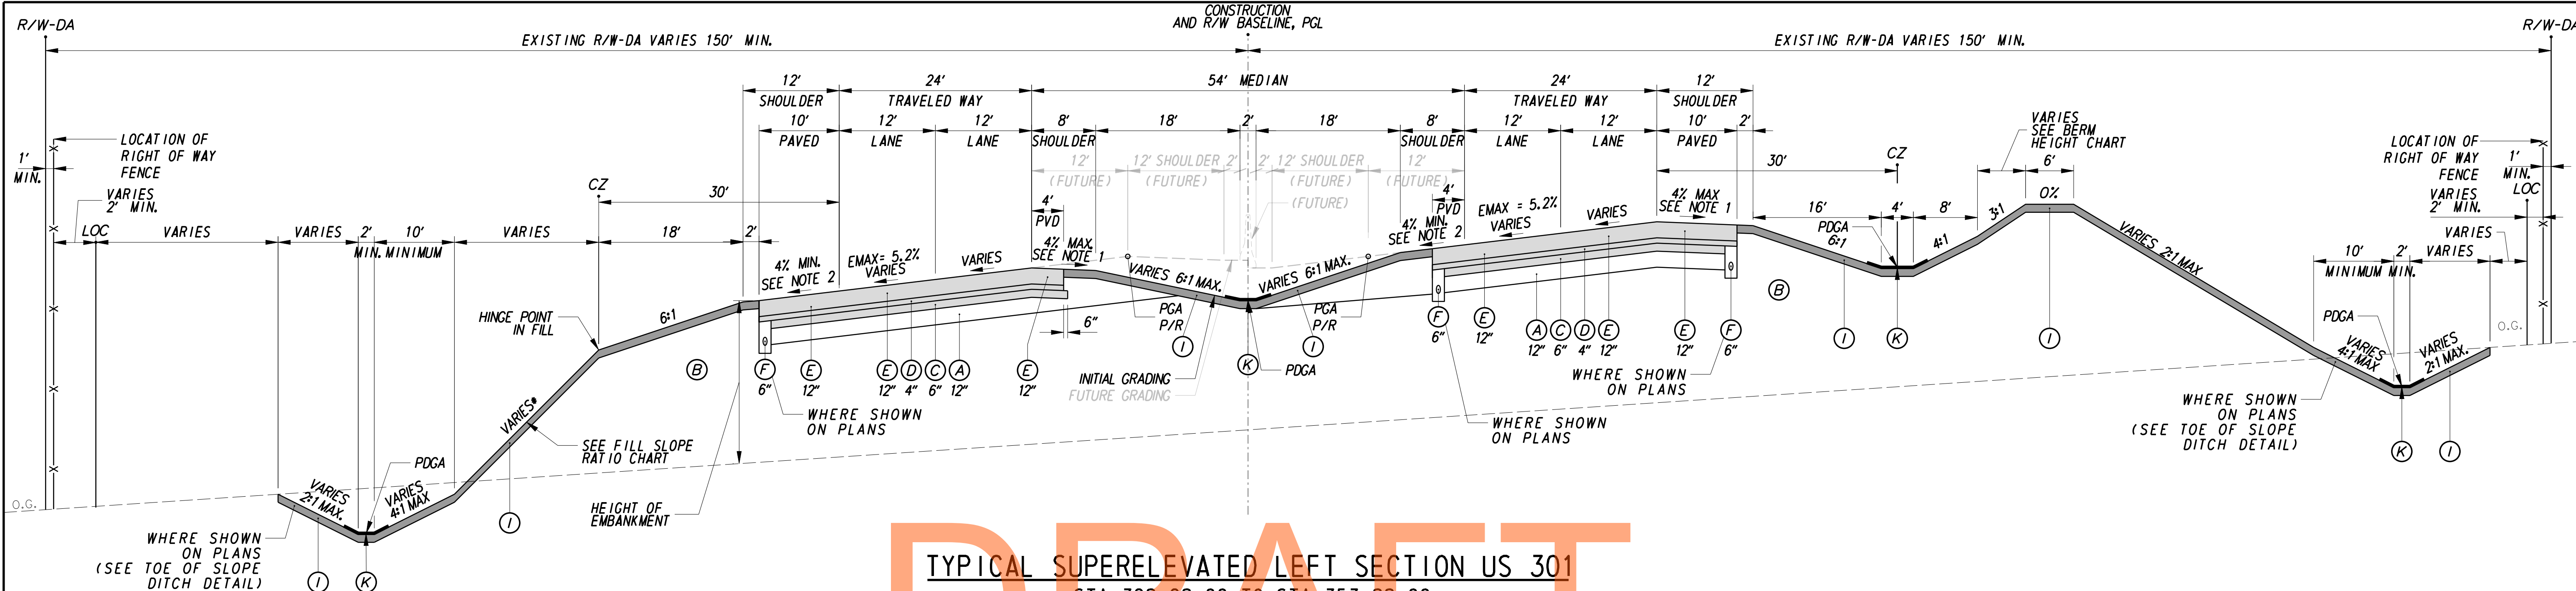 CONSTRUCTION
AND R/W BASELINE, PGL
R/W-DA
R/W-DA
EXISTING R/W-DA VARIES 150' MIN.
EXISTING R/W-DA VARIES 150' MIN.
12'
24'
54' MEDIAN
24'
12'
SHOULDER
TRAVELED WAY
TRAVELED WAY
SHOULDER
10'
12'
12'
8'
18'
2'
18'
8'
12'
12'
10'
2'
PAVED
LANE
LANE
SHOULDER
SHOULDER
LANE
LANE
PAVED
LOCATION OF
RIGHT OF WAY
FENCE
1'
MIN.
VARIES
2' MIN.
LOC
VARIES
VARIES
2'
10'
VARIES
18'
2'
MIN.
MINIMUM
CZ
30'
12'
12' SHOULDER
2'
2'
12' SHOULDER
12'
(FUTURE)
(FUTURE)
(FUTURE)
(FUTURE)
(FUTURE)
4'
PVD
4'
PVD
4% MIN.
SEE NOTE 2
EMAX= 5.2%
VARIES
VARIES
4% MAX.
SEE NOTE 1
VARIES 6:1 MAX.
VARIES 6:1 MAX.
4% MIN.
SEE NOTE 2
EMAX = 5.2%
VARIES
VARIES
4% MAX
SEE NOTE 1
30'
CZ
VARIES
SEE BERM
HEIGHT CHART
6'
0%
16'
4'
8'
3:1
PDGA
6:1
4:1
VARIES 2:1 MAX
LOCATION OF
RIGHT OF WAY
FENCE
1'
MIN.
LOC
VARIES
2' MIN.
VARIES
10'
2'
VARIES
MINIMUM
MIN.
HINGE POINT
IN FILL
6:1
B
F
6"
E
12"
E
12"
D
4"
C
6"
A
12"
E
12"
6"
PGA
P/R
I
K
PDGA
I
PGA
P/R
INITIAL GRADING
FUTURE GRADING
F
6"
E
12"
A
12"
C
6"
D
4"
E
12"
E
12"
F
6"
B
I
K
I
WHERE SHOWN
ON PLANS
WHERE SHOWN
ON PLANS
WHERE SHOWN
ON PLANS
VARIES*
SEE FILL SLOPE
RATIO CHART
PDGA
O.G.
VARIES
2:1 MAX.
VARIES
4:1 MAX
I
HEIGHT OF
EMBANKMENT
WHERE SHOWN
ON PLANS
(SEE TOE OF SLOPE
DITCH DETAIL)
I
K
O.G.
PDGA
VARIES
4:1 MAX
VARIES
2:1 MAX.
WHERE SHOWN
ON PLANS
(SEE TOE OF SLOPE
DITCH DETAIL)
K
I
DRAFT
TYPICAL SUPERELEVATED LEFT SECTION US 301